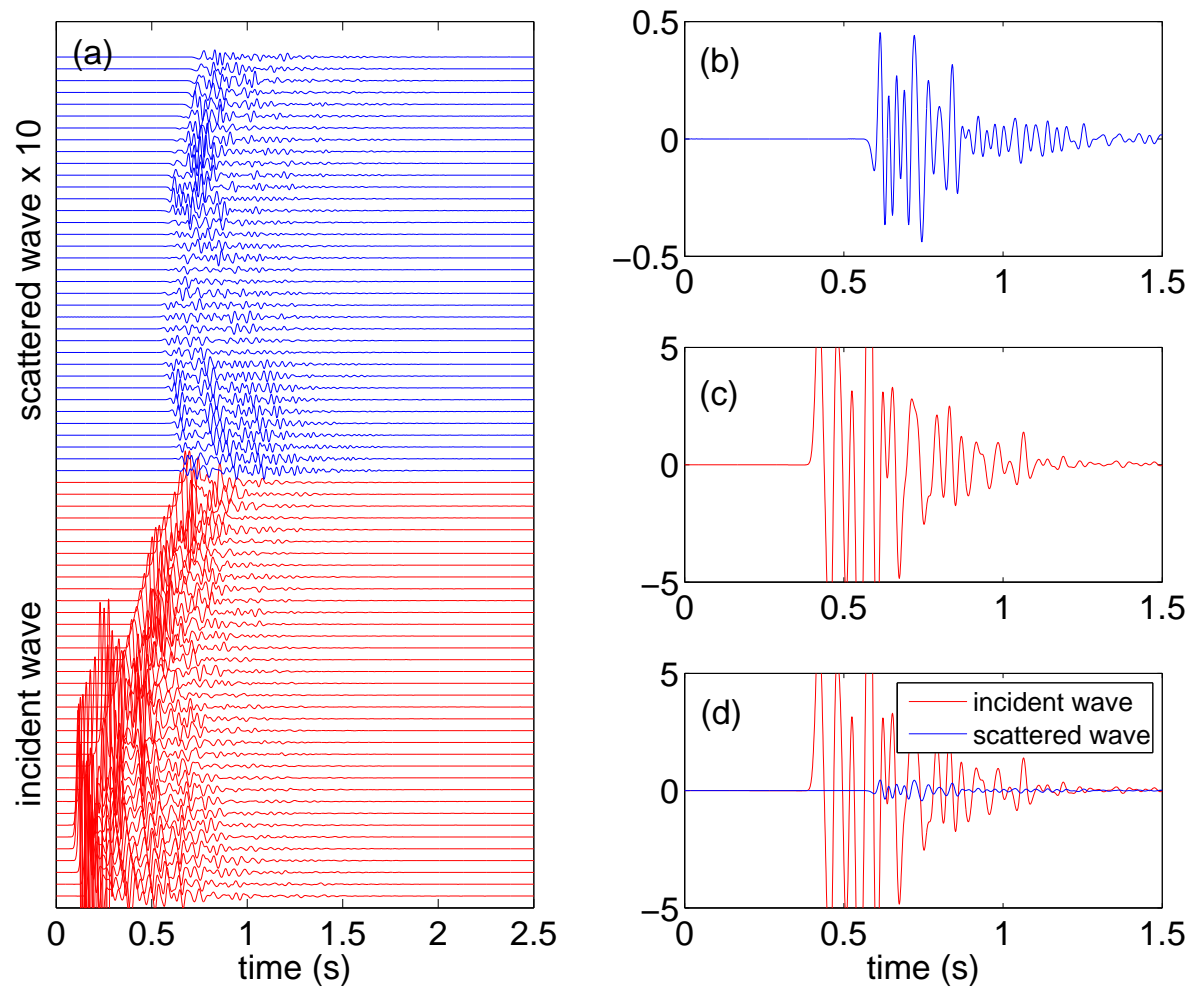 (a)
scattered wave x 10
incident wave
0 0.5 1 1.5 2 2.5
time (s)
(b)
0.5
0
−0.5
0 0.5 1 1.5
(c)
5
0
−5
0 0.5 1 1.5
(d)
incident wave
scattered wave
5
0
−5
0 0.5 1 1.5
time (s)